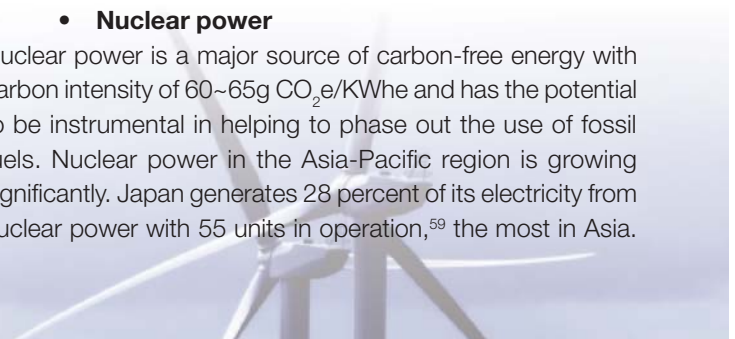 • Nuclear power
uclear power is a major source of carbon-free energy with
arbon intensity of 60~65g CO₂e/KWhe and has the potential
o be instrumental in helping to phase out the use of fossil
uels. Nuclear power in the Asia-Pacific region is growing
gnificantly. Japan generates 28 percent of its electricity from
uclear power with 55 units in operation,⁵⁹ the most in Asia.